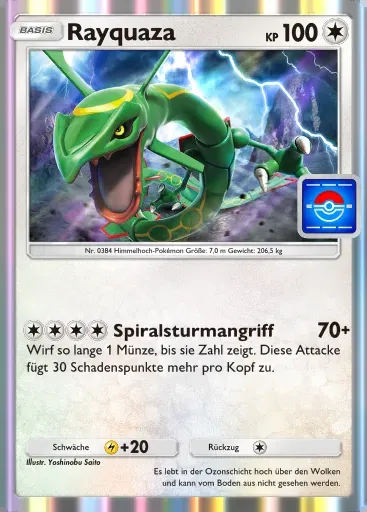 BASIS Rayquaza KP 100
Nr. 0384 Himmelhoch-Pokémon Größe: 7,0 m Gewicht: 206,5 kg
Spiralsturmangriff 70+
Wirf so lange 1 Münze, bis sie Zahl zeigt. Diese Attacke
fügt 30 Schadenspunkte mehr pro Kopf zu.
Schwäche +20 Rückzug
Illustr. Yoshinobu Saito
Es lebt in der Ozonschicht hoch über den Wolken
und kann vom Boden aus nicht gesehen werden.